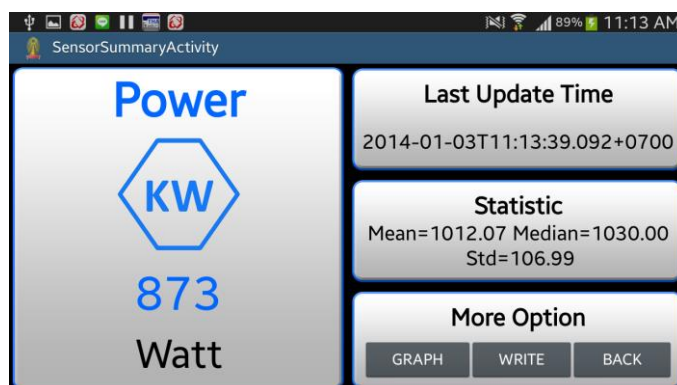 89% 11:13 AM
SensorSummaryActivity
Power
KW
873
Watt
Last Update Time
2014-01-03T11:13:39.092+0700
Statistic
Mean=1012.07 Median=1030.00
Std=106.99
More Option
GRAPH WRITE BACK